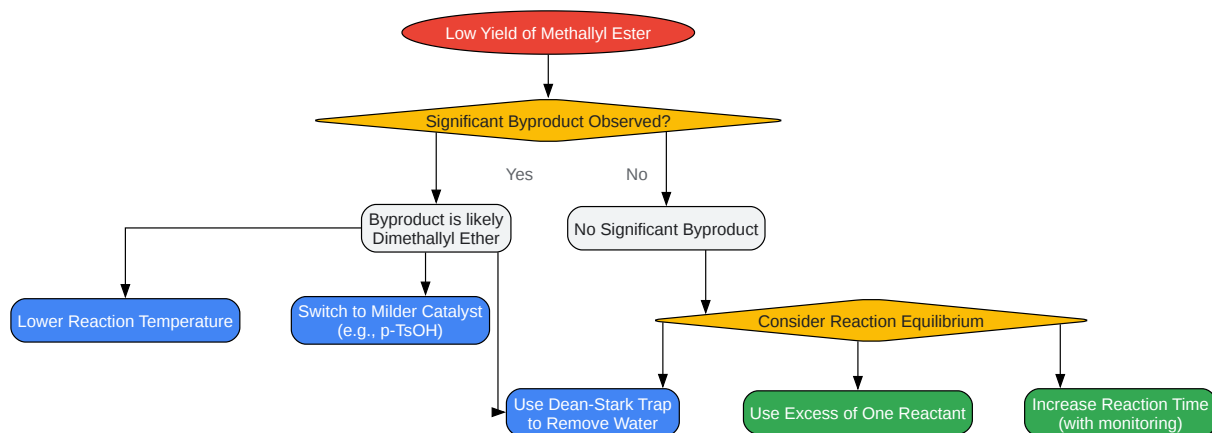 Low Yield of Methallyl Ester
Significant Byproduct Observed?
Yes
No
Byproduct is likely
Dimethallyl Ether
No Significant Byproduct
Lower Reaction Temperature
Switch to Milder Catalyst
(e.g., p-TsOH)
Consider Reaction Equilibrium
Use Dean-Stark Trap
to Remove Water
Use Excess of One Reactant
Increase Reaction Time
(with monitoring)